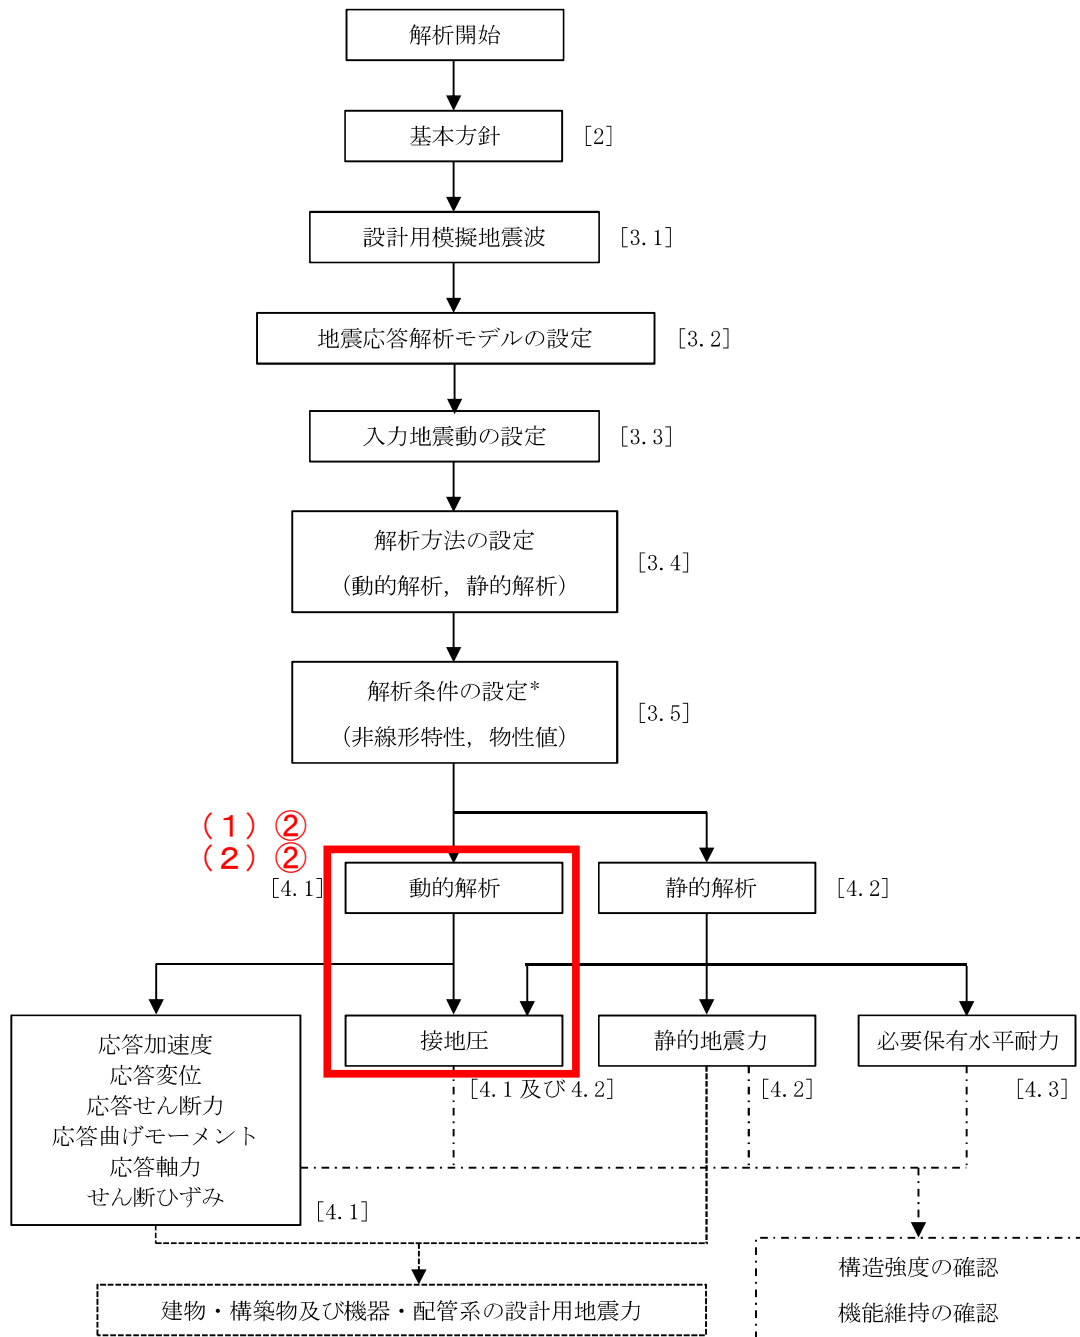 解析開始
基本方針 [2]
設計用模擬地震波 [3.1]
地震応答解析モデルの設定 [3.2]
入力地震動の設定 [3.3]
解析方法の設定
(動的解析，静的解析)
[3.4]
解析条件の設定*
(非線形特性，物性値)
[3.5]
（１）②
（２）②
[4.1] 動的解析 静的解析 [4.2]
応答加速度
応答変位
応答せん断力
応答曲げモーメント
応答軸力
せん断ひずみ
[4.1]
接地圧
[4.1 及び 4.2]
静的地震力
[4.2]
必要保有水平耐力
[4.3]
建物・構築物及び機器・配管系の設計用地震力
構造強度の確認
機能維持の確認